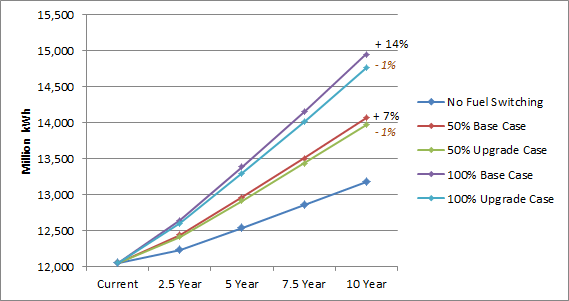 15,500
15,000
14,500
14,000
13,500
13,000
12,500
12,000
Million kWh
Current
2.5 Year
5 Year
7.5 Year
10 Year
+ 14%
- 1%
+ 7%
- 1%
No Fuel Switching
50% Base Case
50% Upgrade Case
100% Base Case
100% Upgrade Case